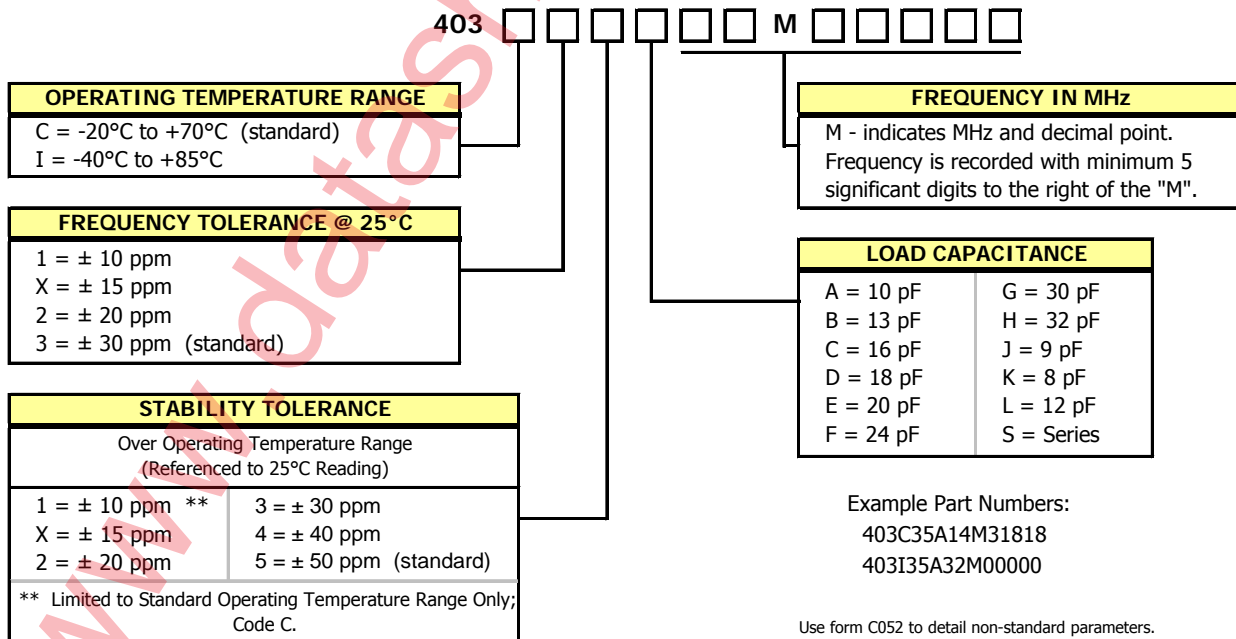 403 M
OPERATING TEMPERATURE RANGE
C = -20°C to +70°C (standard)
I = -40°C to +85°C
FREQUENCY TOLERANCE @ 25°C
1 = ± 10 ppm
X = ± 15 ppm
2 = ± 20 ppm
3 = ± 30 ppm (standard)
STABILITY TOLERANCE
Over Operating Temperature Range
(Referenced to 25°C Reading)
1 = ± 10 ppm **
X = ± 15 ppm
2 = ± 20 ppm
3 = ± 30 ppm
4 = ± 40 ppm
5 = ± 50 ppm (standard)
** Limited to Standard Operating Temperature Range Only;
Code C.
FREQUENCY IN MHz
M - indicates MHz and decimal point.
Frequency is recorded with minimum 5
significant digits to the right of the "M".
LOAD CAPACITANCE
A = 10 pF
B = 13 pF
C = 16 pF
D = 18 pF
E = 20 pF
F = 24 pF
G = 30 pF
H = 32 pF
J = 9 pF
K = 8 pF
L = 12 pF
S = Series
Example Part Numbers:
403C35A14M31818
403I35A32M00000
Use form C052 to detail non-standard parameters.
www.datash